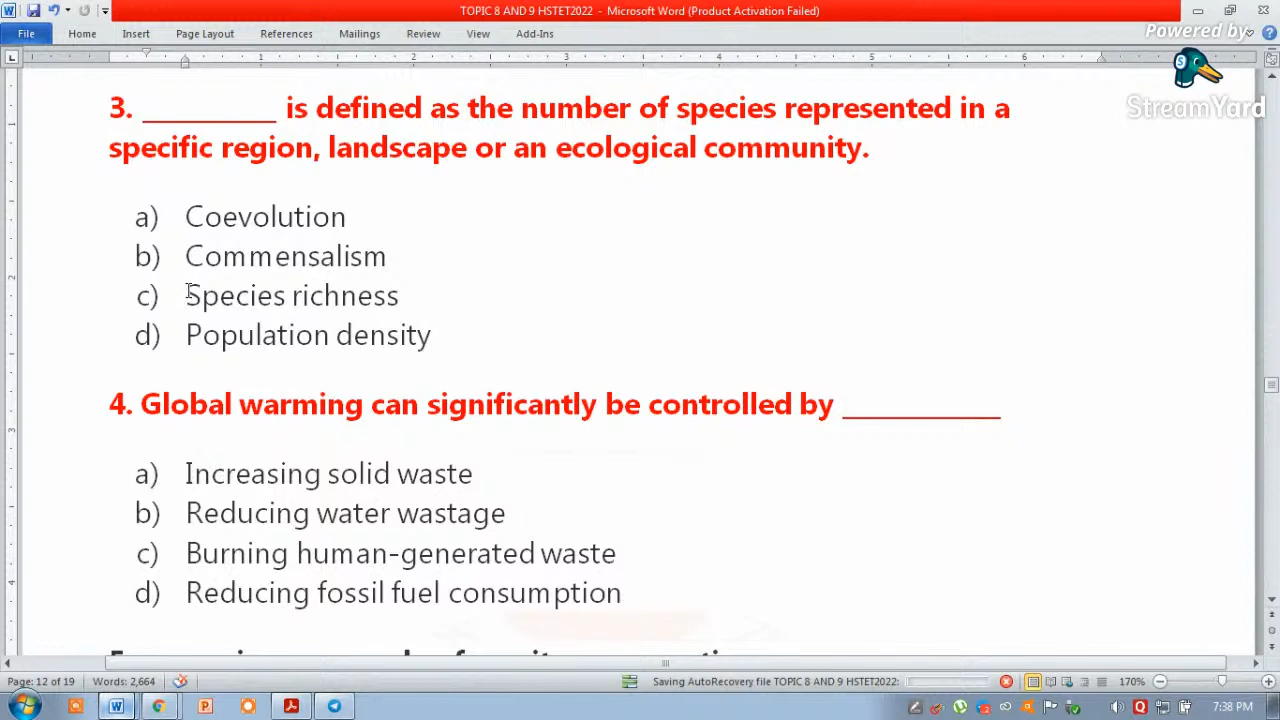 TOPIC 8 AND 9 HSTET2022 - Microsoft Word (Product Activation Failed)
File Home Insert Page Layout References Mailings Review View Add-Ins
Powered by
StreamYard
3. _________ is defined as the number of species represented in a
specific region, landscape or an ecological community.
a) Coevolution
b) Commensalism
c) Species richness
d) Population density
4. Global warming can significantly be controlled by ___________
a) Increasing solid waste
b) Reducing water wastage
c) Burning human-generated waste
d) Reducing fossil fuel consumption
Page: 12 of 19 Words: 2,664 Saving AutoRecovery file TOPIC 8 AND 9 HSTET2022: 170%
7:38 PM